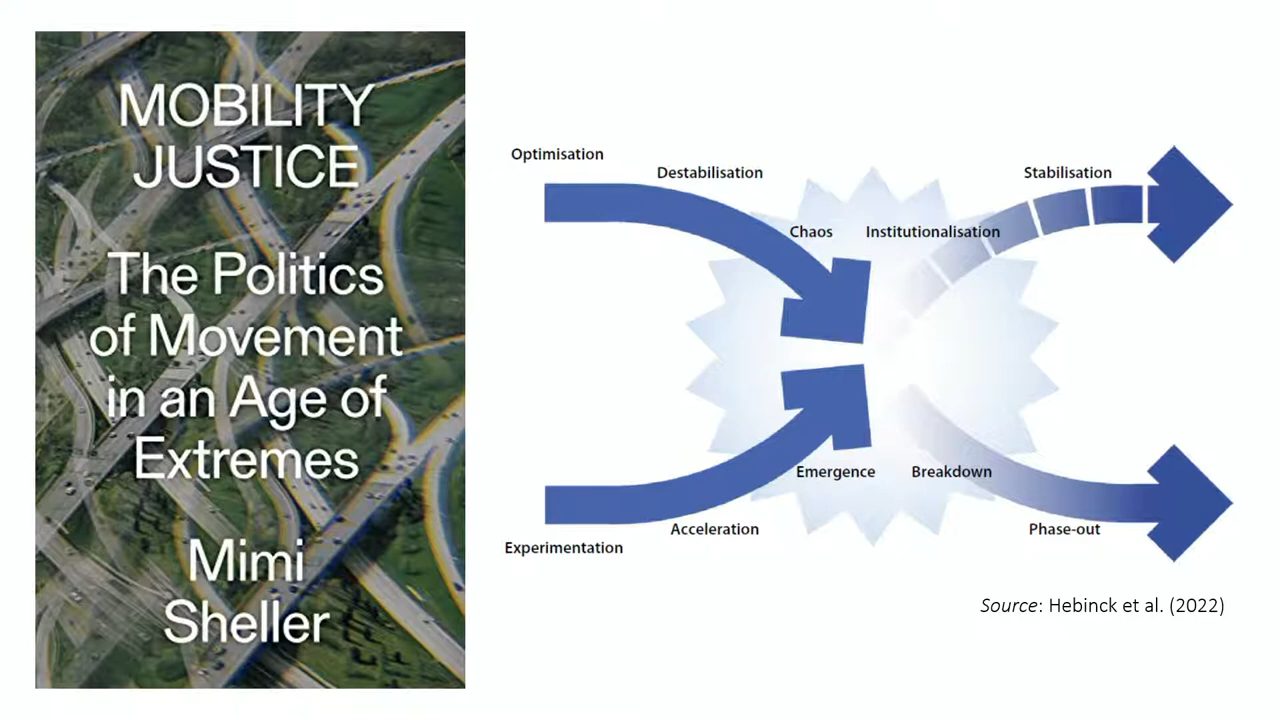 MOBILITY
JUSTICE
The Politics
of Movement
in an Age of
Extremes
Mimi
Sheller
Optimisation
Destabilisation
Chaos
Institutionalisation
Stabilisation
Emergence
Breakdown
Acceleration
Phase-out
Experimentation
Source: Hebinck et al. (2022)